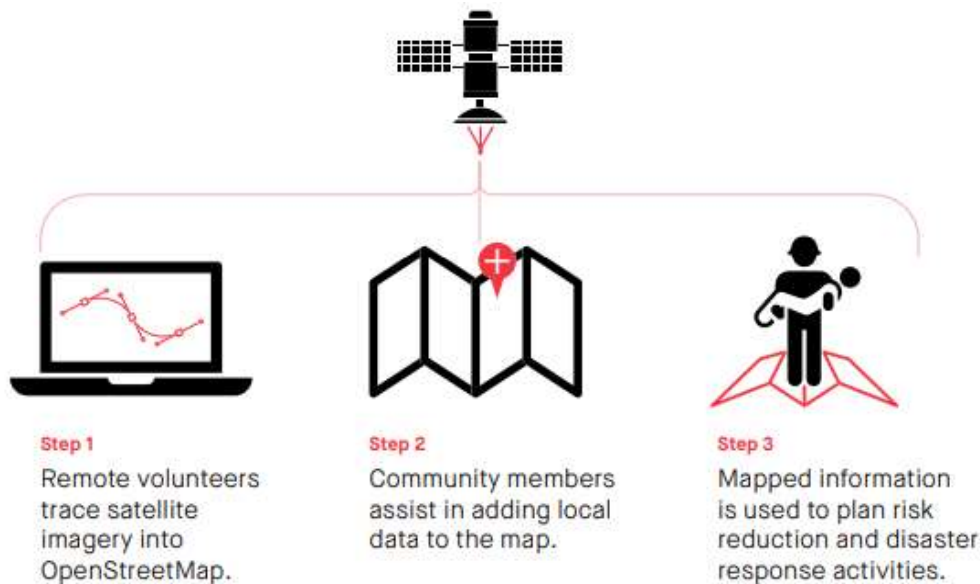 Step 1
Remote volunteers
trace satellite
imagery into
OpenStreetMap.
Step 2
Community members
assist in adding local
data to the map.
Step 3
Mapped information
is used to plan risk
reduction and disaster
response activities.